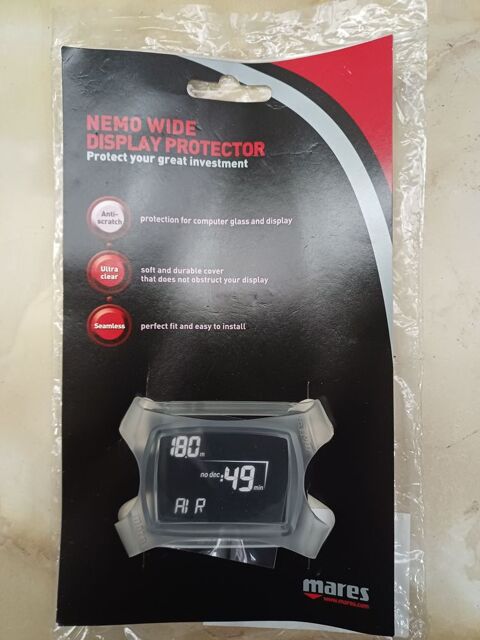 NEMO WIDE
DISPLAY PROTECTOR
Protect your great investment
Anti-
scratch
protection for computer glass and display
Ultra
clear
soft and durable cover
that does not obstruct your display
Seamless
perfect fit and easy to install
18.0 m
no dec :49 min
AIR
mares
www.mares.com